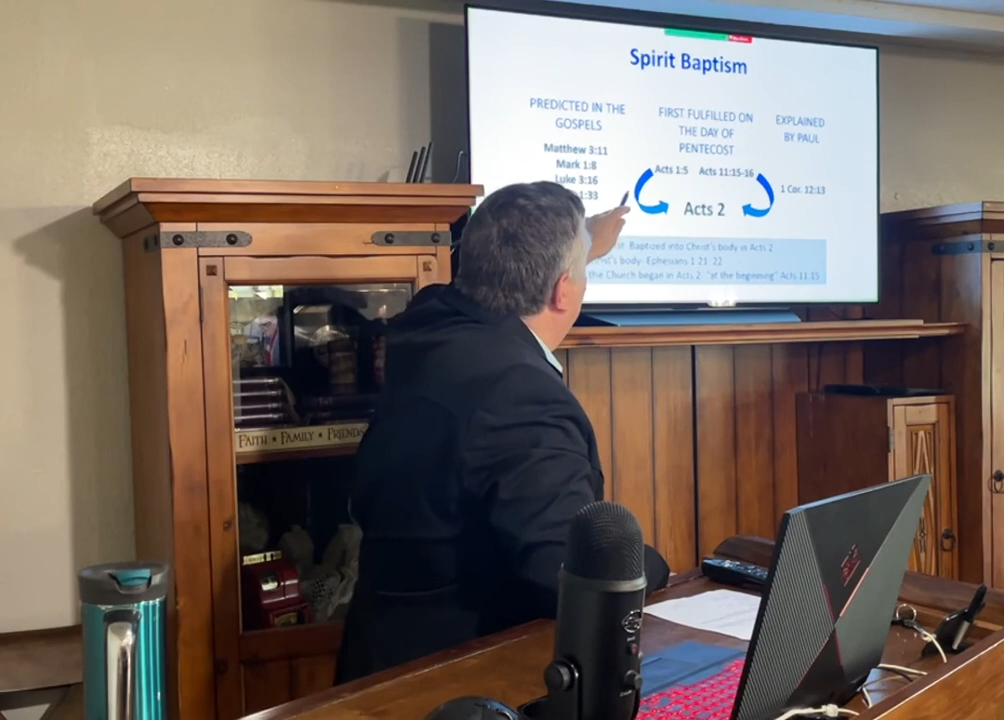 Spirit Baptism
PREDICTED IN THE
GOSPELS
Matthew 3:11
Mark 1:8
Luke 3:16
1:33
FIRST FULFILLED ON
THE DAY OF
PENTECOST
Acts 1:5 Acts 11:15-16
Acts 2
EXPLAINED
BY PAUL
1 Cor. 12:13
Baptized into Christ's body in Acts 2
body: Ephesians 1:21-22
the Church began in Acts 2: "at the beginning" Acts 11:15
FAITH ★ FAMILY ★ FRIENDS